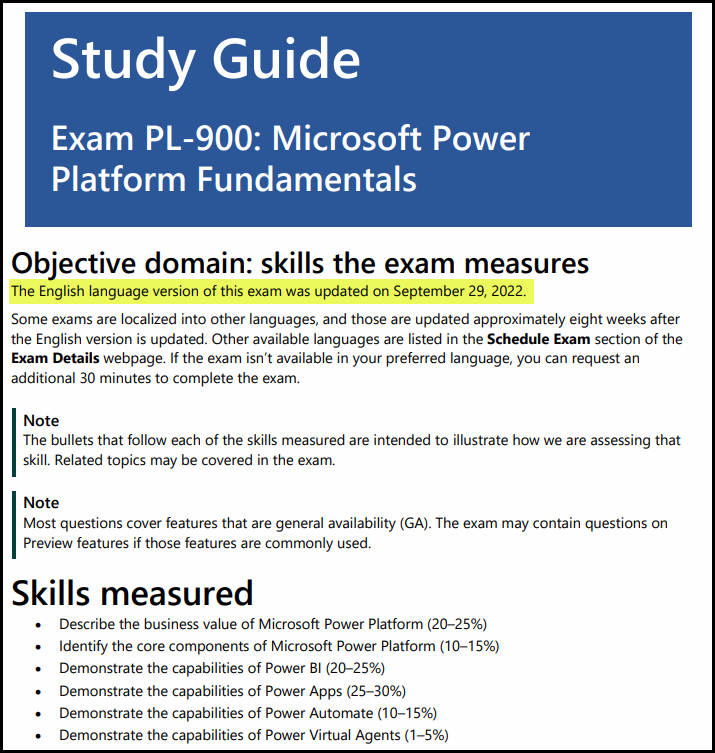 Study Guide
Exam PL-900: Microsoft Power
Platform Fundamentals
Objective domain: skills the exam measures
The English language version of this exam was updated on September 29, 2022.
Some exams are localized into other languages, and those are updated approximately eight weeks after
the English version is updated. Other available languages are listed in the Schedule Exam section of the
Exam Details webpage. If the exam isn’t available in your preferred language, you can request an
additional 30 minutes to complete the exam.
Note
The bullets that follow each of the skills measured are intended to illustrate how we are assessing that
skill. Related topics may be covered in the exam.
Note
Most questions cover features that are general availability (GA). The exam may contain questions on
Preview features if those features are commonly used.
Skills measured
• Describe the business value of Microsoft Power Platform (20–25%)
• Identify the core components of Microsoft Power Platform (10–15%)
• Demonstrate the capabilities of Power BI (20–25%)
• Demonstrate the capabilities of Power Apps (25–30%)
• Demonstrate the capabilities of Power Automate (10–15%)
• Demonstrate the capabilities of Power Virtual Agents (1–5%)